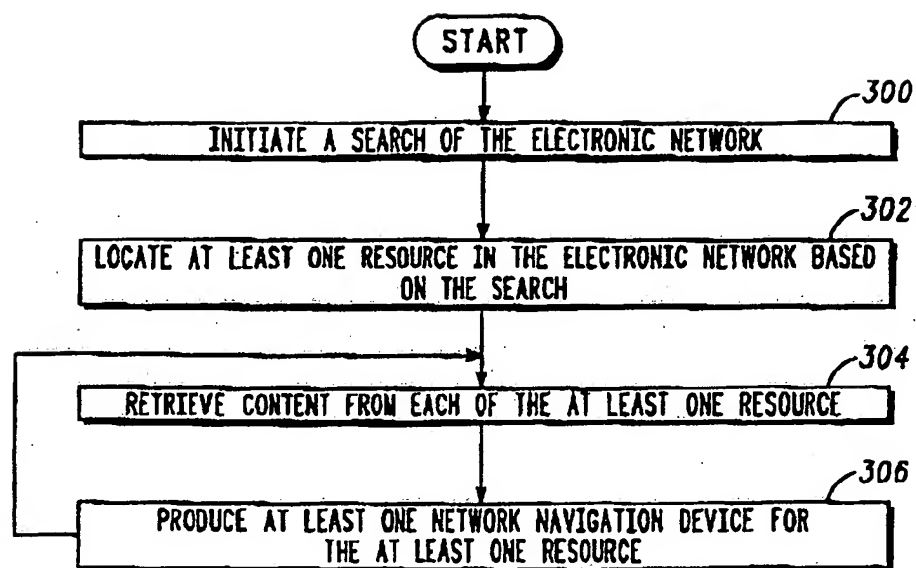 START
300
INITIATE A SEARCH OF THE ELECTRONIC NETWORK
302
LOCATE AT LEAST ONE RESOURCE IN THE ELECTRONIC NETWORK BASED
ON THE SEARCH
304
RETRIEVE CONTENT FROM EACH OF THE AT LEAST ONE RESOURCE
306
PRODUCE AT LEAST ONE NETWORK NAVIGATION DEVICE FOR
THE AT LEAST ONE RESOURCE